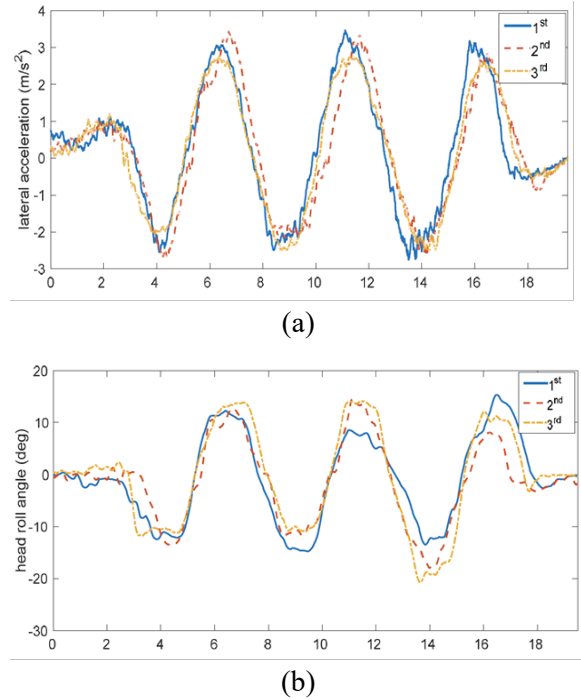 lateral acceleration (m/s²)
4
3
2
1
0
-1
-2
-3
0 2 4 6 8 10 12 14 16 18
1st
2nd
3rd
(a)
head roll angle (deg)
20
10
0
-10
-20
-30
0 2 4 6 8 10 12 14 16 18
1st
2nd
3rd
(b)